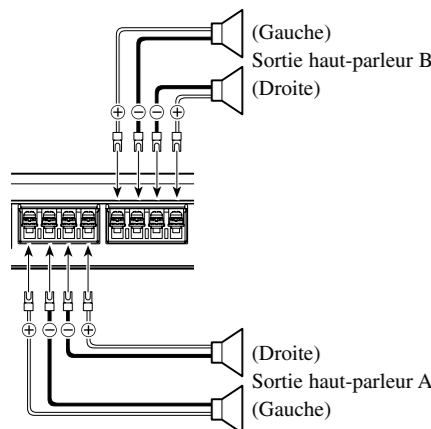 (Gauche)
Sortie haut-parleur B
(Droite)
+ − − +
+ − − +
(Droite)
Sortie haut-parleur A
(Gauche)